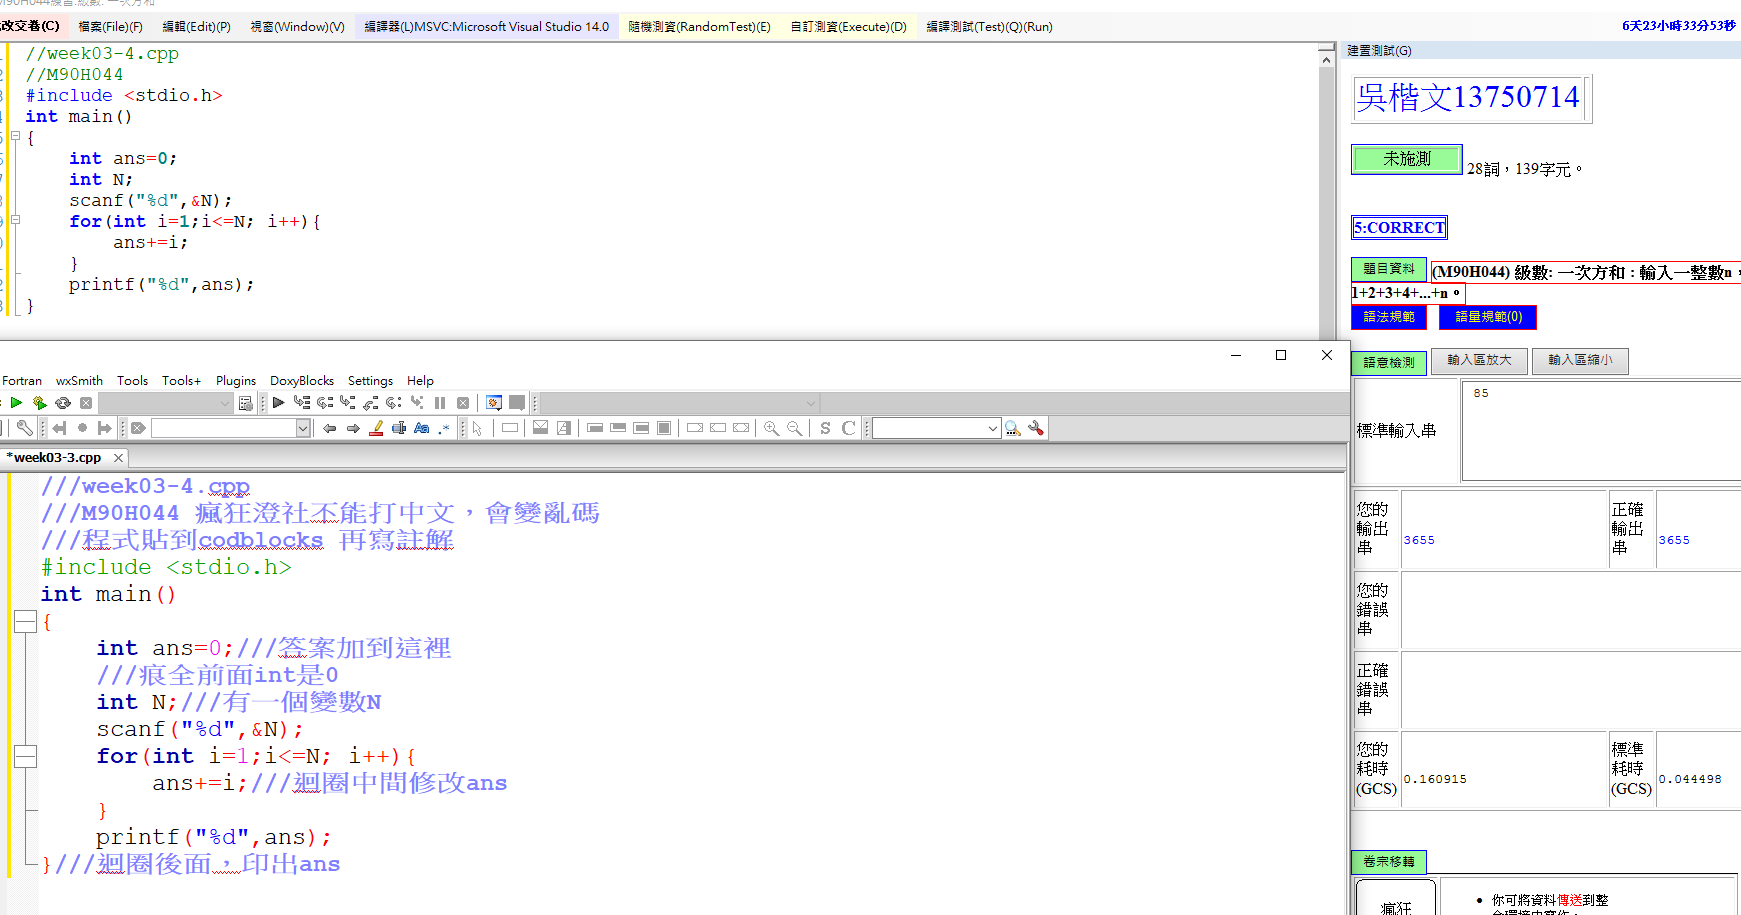 M90H044練習:級數: 一次方和
改交卷(C) 檔案(File)(F) 編輯(Edit)(P) 視窗(Window)(V) 編譯器(L)MSVC:Microsoft Visual Studio 14.0 隨機測資(RandomTest)(E) 自訂測資(Execute)(D) 編譯測試(Test)(Q)(Run) 6天23小時33分53秒
//week03-4.cpp
//M90H044
#include <stdio.h>
int main()
{
    int ans=0;
    int N;
    scanf("%d",&N);
    for(int i=1;i<=N; i++){
        ans+=i;
    }
    printf("%d",ans);
}
建置測試(G)
吳楷文13750714
未施測 28詞，139字元。
5:CORRECT
題目資料 (M90H044) 級數: 一次方和 : 輸入一整數n，
1+2+3+4+...+n。
語法規範 語量規範(0)
語意檢測 輸入區放大 輸入區縮小
標準輸入串 85
您的輸出串 3655 正確輸出串 3655
您的錯誤串
正確錯誤串
您的耗時(GCS) 0.160915 標準耗時(GCS) 0.044498
卷宗移轉
瘋狂
• 你可將資料傳送到整
Fortran wxSmith Tools Tools+ Plugins DoxyBlocks Settings Help
*week03-3.cpp
///week03-4.cpp
///M90H044 瘋狂澄社不能打中文，會變亂碼
///程式貼到codblocks 再寫註解
#include <stdio.h>
int main()
{
    int ans=0;///答案加到這裡
    ///痕全前面int是0
    int N;///有一個變數N
    scanf("%d",&N);
    for(int i=1;i<=N; i++){
        ans+=i;///迴圈中間修改ans
    }
    printf("%d",ans);
}///迴圈後面，印出ans